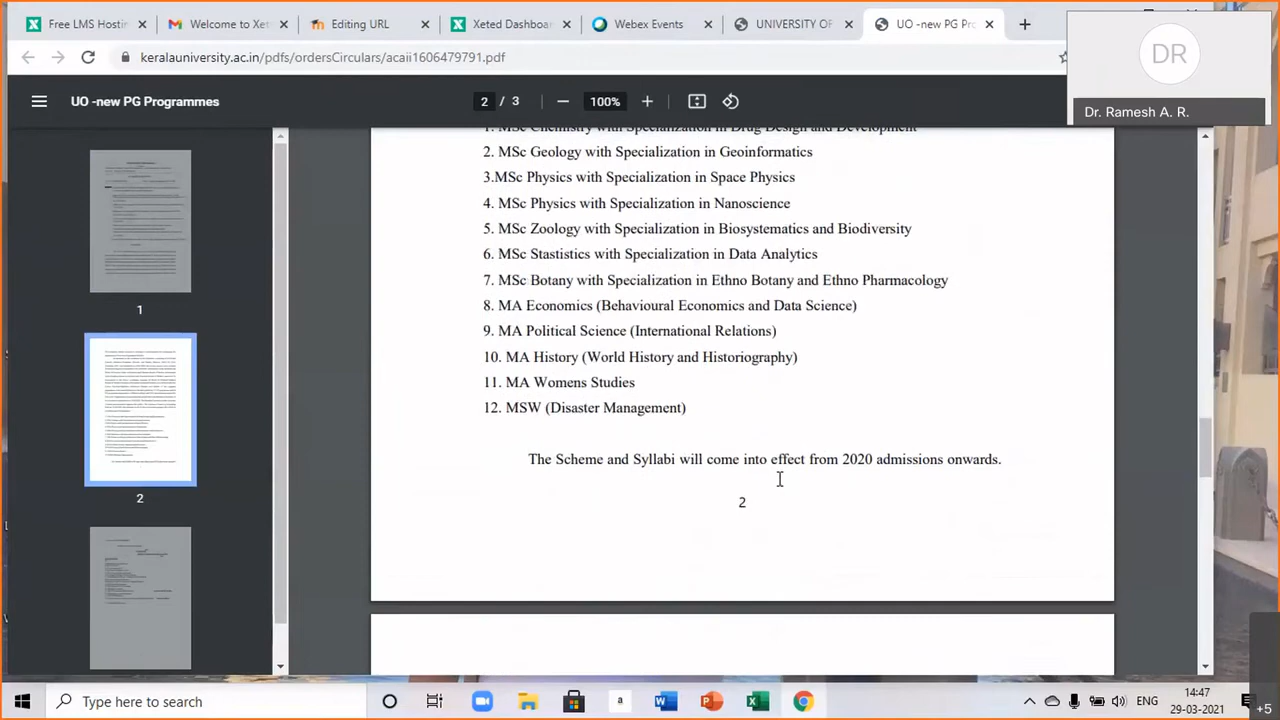 Free LMS Hosti
Welcome to Xet
Editing URL
Xeted Dashboa
Webex Events
UNIVERSITY OF
UO -new PG Pro
keralauniversity.ac.in/pdfs/ordersCirculars/acaii1606479791.pdf
DR
Dr. Ramesh A. R.
UO -new PG Programmes
2 / 3
100%
1. MSc Chemistry with Specialization in Drug Design and Development
2. MSc Geology with Specialization in Geoinformatics
3.MSc Physics with Specialization in Space Physics
4. MSc Physics with Specialization in Nanoscience
5. MSc Zoology with Specialization in Biosystematics and Biodiversity
6. MSc Stastistics with Specialization in Data Analytics
7. MSc Botany with Specialization in Ethno Botany and Ethno Pharmacology
8. MA Economics (Behavioural Economics and Data Science)
9. MA Political Science (International Relations)
10. MA History (World History and Historiography)
11. MA Womens Studies
12. MSW (Disaster Management)
The Scheme and Syllabi will come into effect from 2020 admissions onwards.
2
1
2
Type here to search
ENG
14:47
29-03-2021
+5